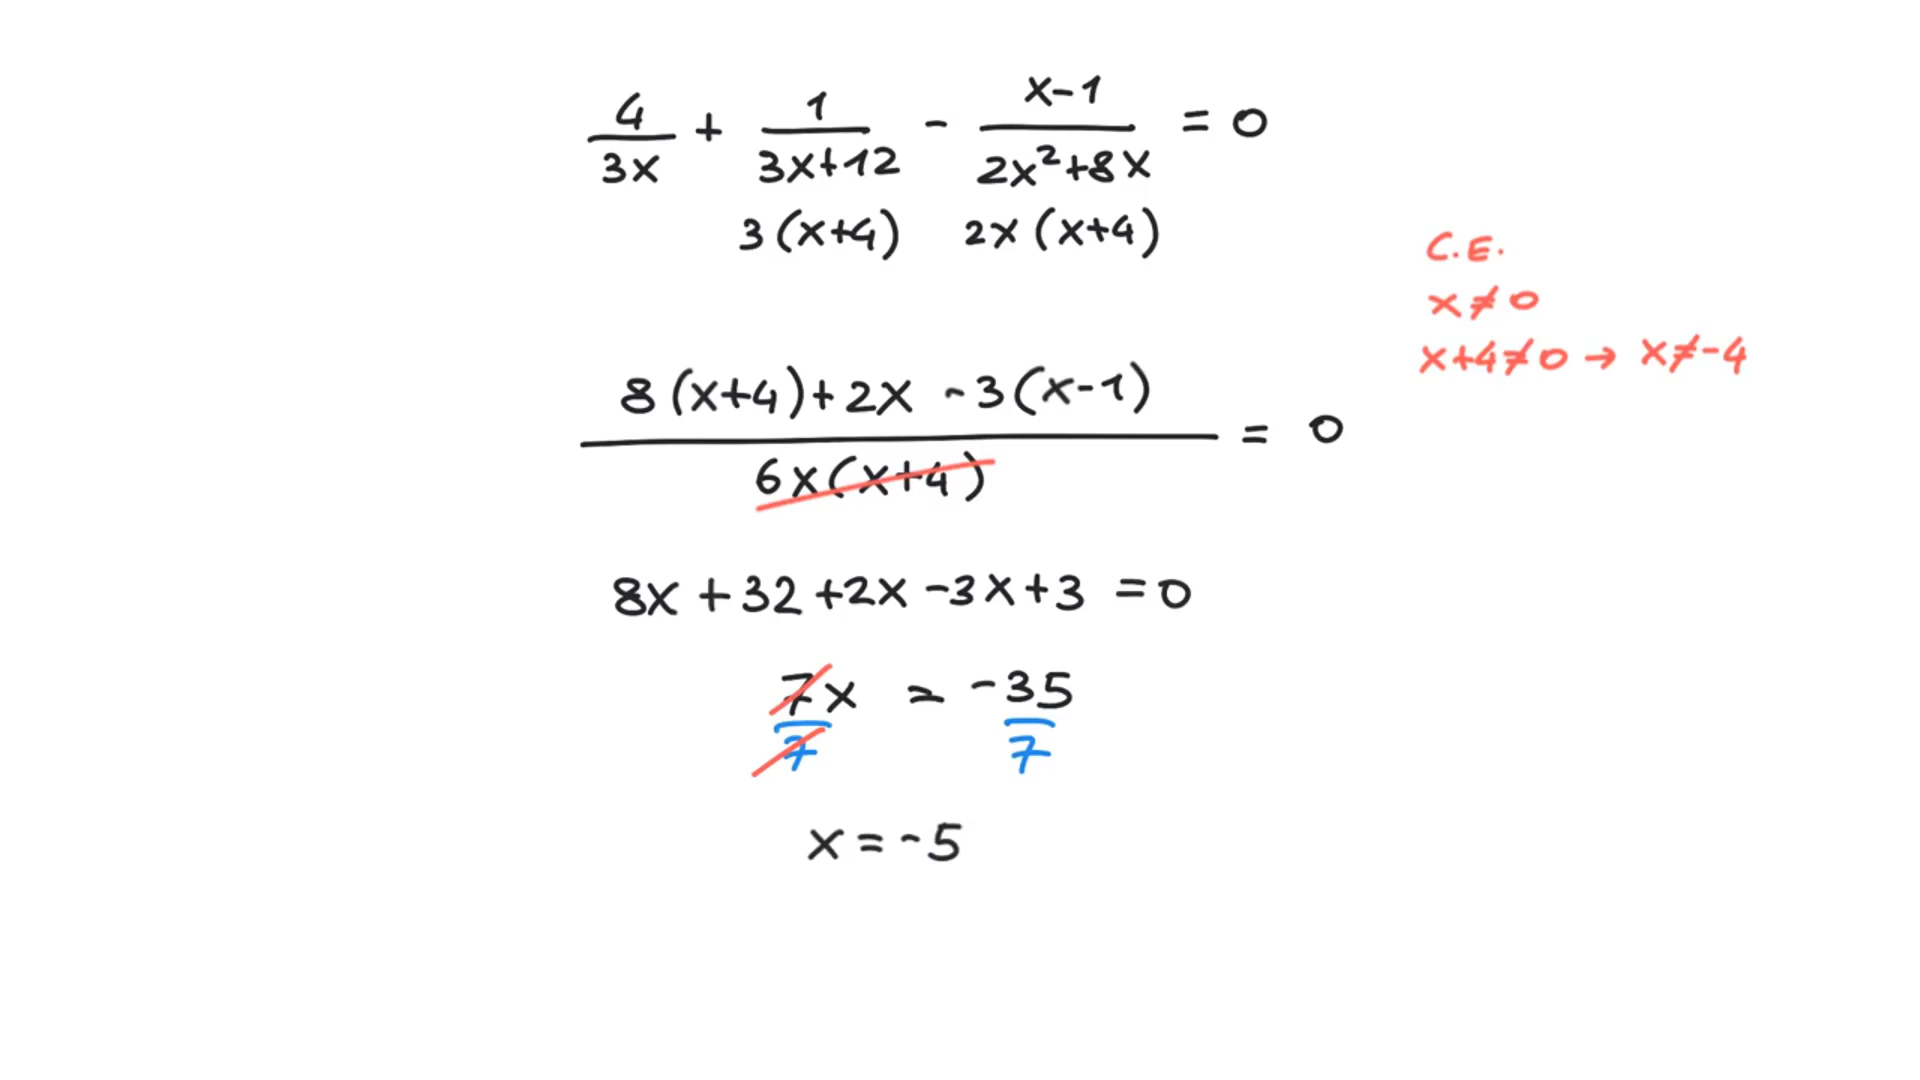 4/3x + 1/3x+12 - x-1/2x²+8x = 0
3(x+4) 2x(x+4)
C.E.
x≠0
x+4≠0 → x≠-4
8(x+4)+2x -3(x-1)/6x(x+4) = 0
8x +32 +2x -3x+3 =0
7x/7 = -35/7
x=-5